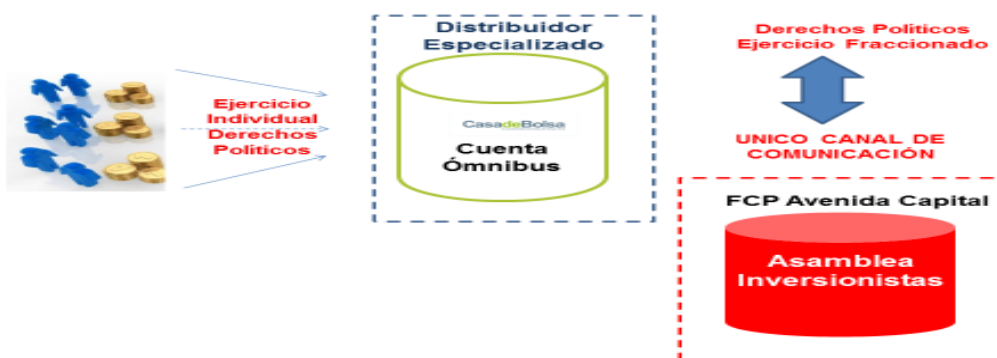 Ejercicio
Individual
Derechos
Políticos
Distribuidor
Especializado
CasadeBolsa
Cuenta
Ómnibus
Derechos Políticos
Ejercicio Fraccionado
UNICO CANAL DE
COMUNICACIÓN
FCP Avenida Capital
Asamblea
Inversionistas